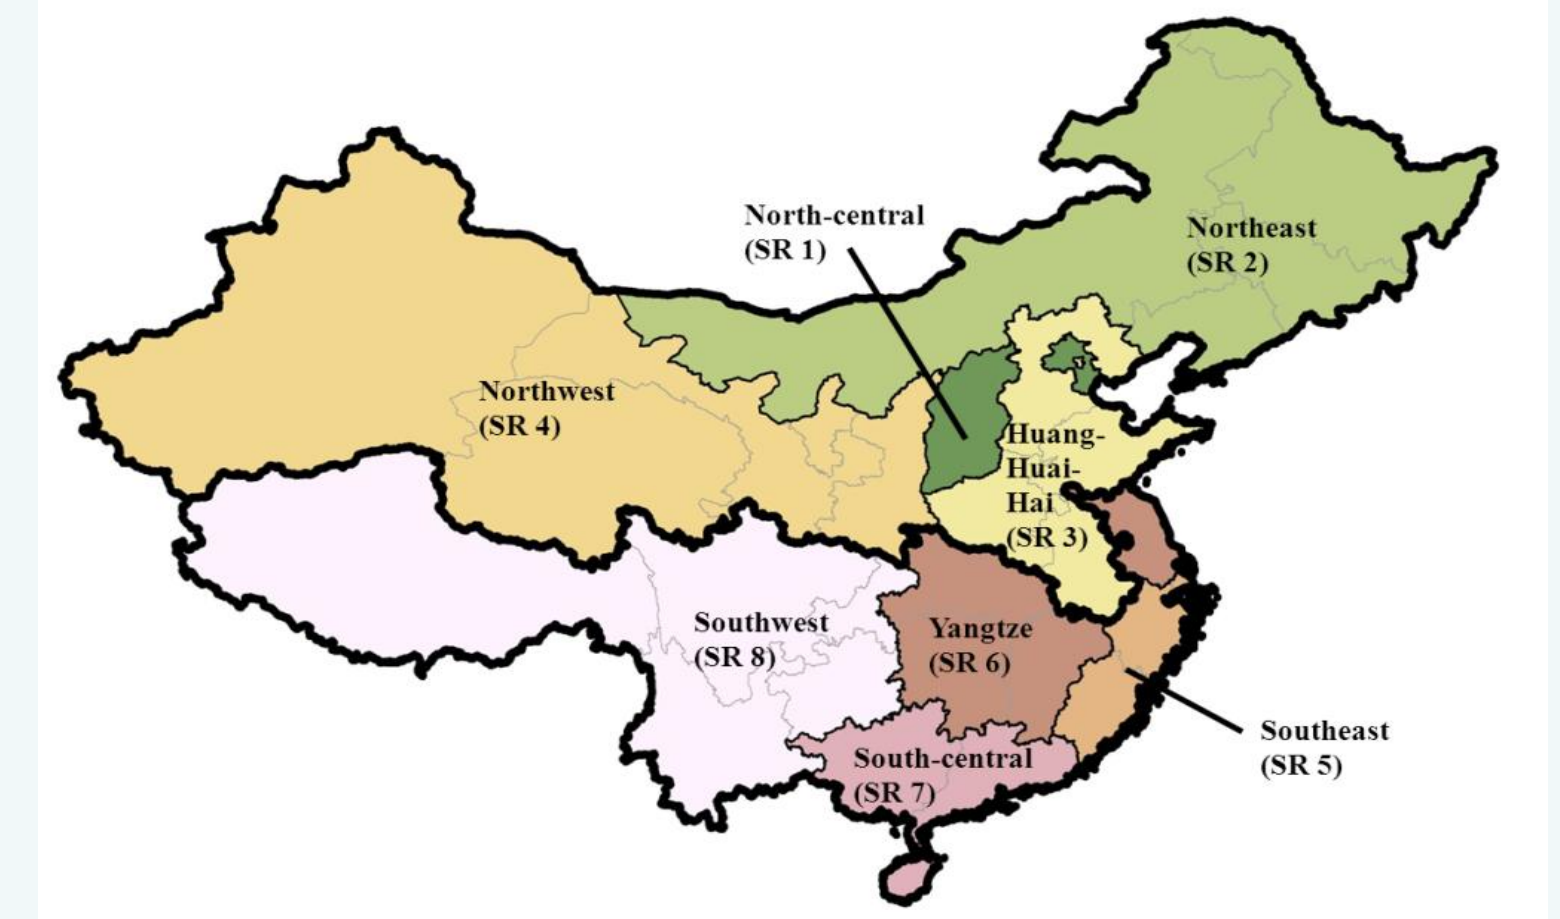 North-central
(SR 1)
Northeast
(SR 2)
Northwest
(SR 4)
Huang-
Huai-
Hai
(SR 3)
Southwest
(SR 8)
Yangtze
(SR 6)
Southeast
(SR 5)
South-central
(SR 7)